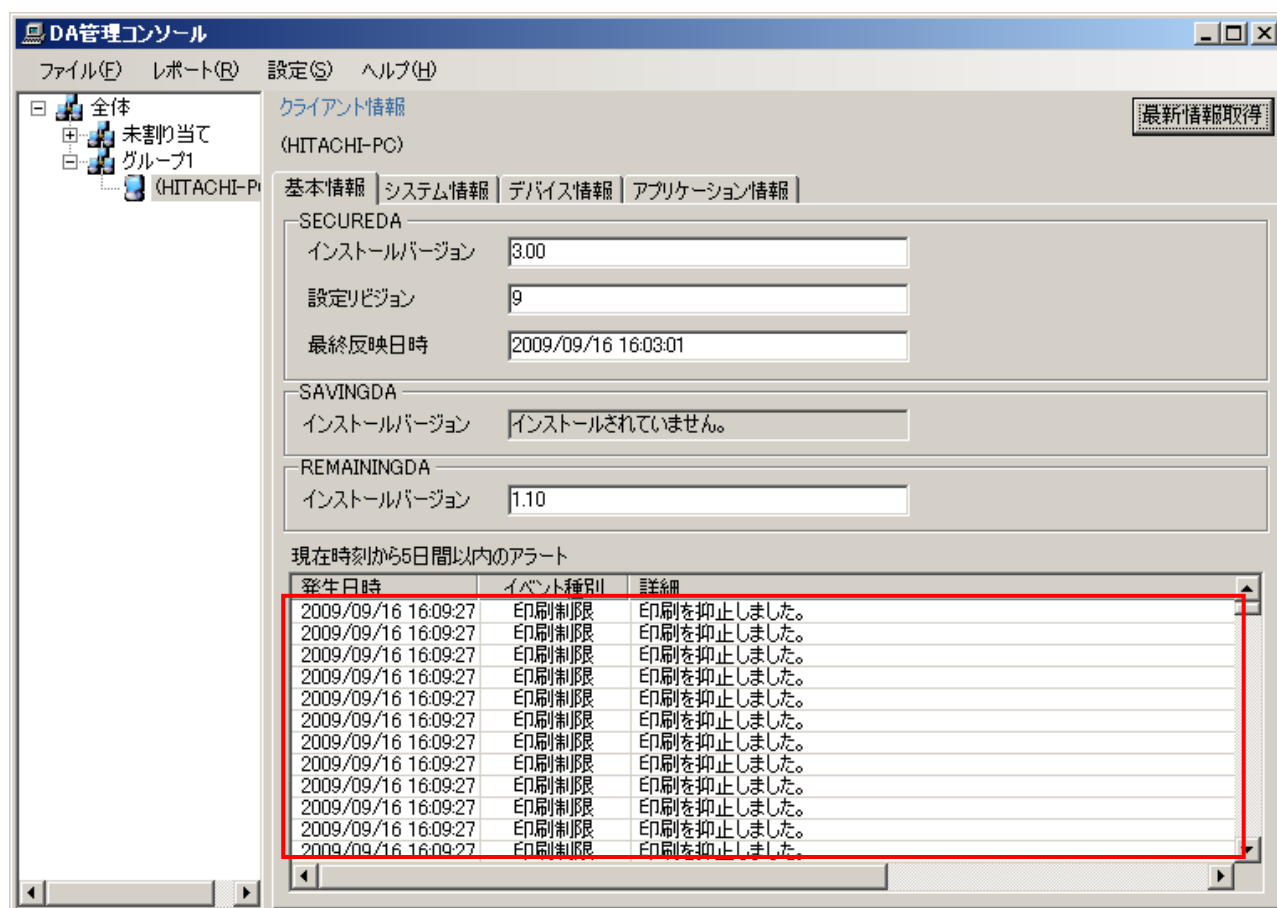 DA管理コンソール
ファイル(F) レポート(R) 設定(S) ヘルプ(H)
全体
未割り当て
グループ1
(HITACHI-P
クライアント情報
最新情報取得
(HITACHI-PC)
基本情報 システム情報 デバイス情報 アプリケーション情報
SECUREDA
インストールバージョン 3.00
設定リビジョン 9
最終反映日時 2009/09/16 16:03:01
SAVINGDA
インストールバージョン インストールされていません。
REMAININGDA
インストールバージョン 1.10
現在時刻から5日間以内のアラート
発生日時 イベント種別 詳細
2009/09/16 16:09:27 印刷制限 印刷を抑止しました。
2009/09/16 16:09:27 印刷制限 印刷を抑止しました。
2009/09/16 16:09:27 印刷制限 印刷を抑止しました。
2009/09/16 16:09:27 印刷制限 印刷を抑止しました。
2009/09/16 16:09:27 印刷制限 印刷を抑止しました。
2009/09/16 16:09:27 印刷制限 印刷を抑止しました。
2009/09/16 16:09:27 印刷制限 印刷を抑止しました。
2009/09/16 16:09:27 印刷制限 印刷を抑止しました。
2009/09/16 16:09:27 印刷制限 印刷を抑止しました。
2009/09/16 16:09:27 印刷制限 印刷を抑止しました。
2009/09/16 16:09:27 印刷制限 印刷を抑止しました。
2009/09/16 16:09:27 印刷制限 印刷を抑止しました。